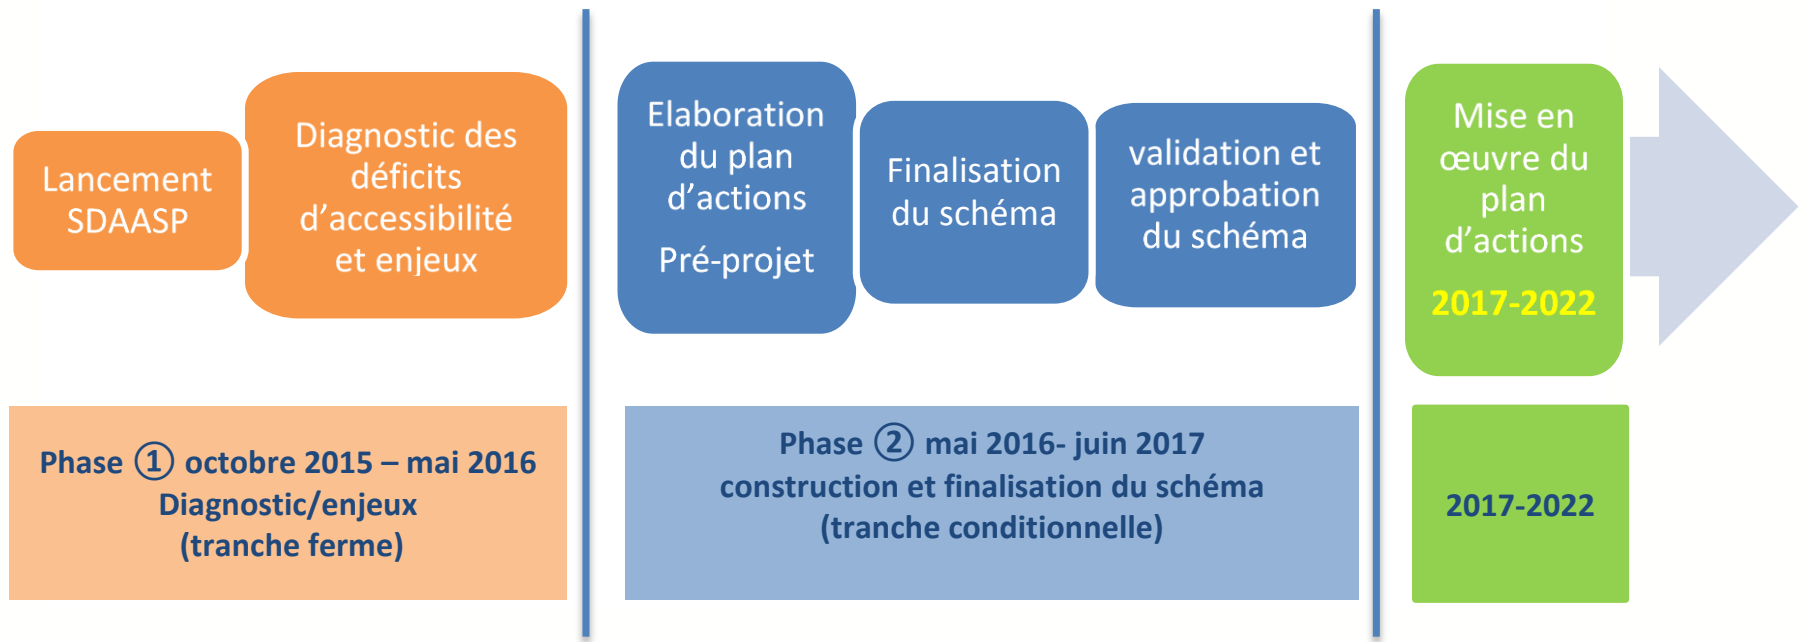 Lancement
SDAASP
Diagnostic des
déficits
d’accessibilité
et enjeux
Elaboration
du plan
d’actions
Pré-projet
Finalisation
du schéma
validation et
approbation
du schéma
Mise en
œuvre du
plan
d’actions
2017-2022
Phase ① octobre 2015 – mai 2016
Diagnostic/enjeux
(tranche ferme)
Phase ② mai 2016- juin 2017
construction et finalisation du schéma
(tranche conditionnelle)
2017-2022